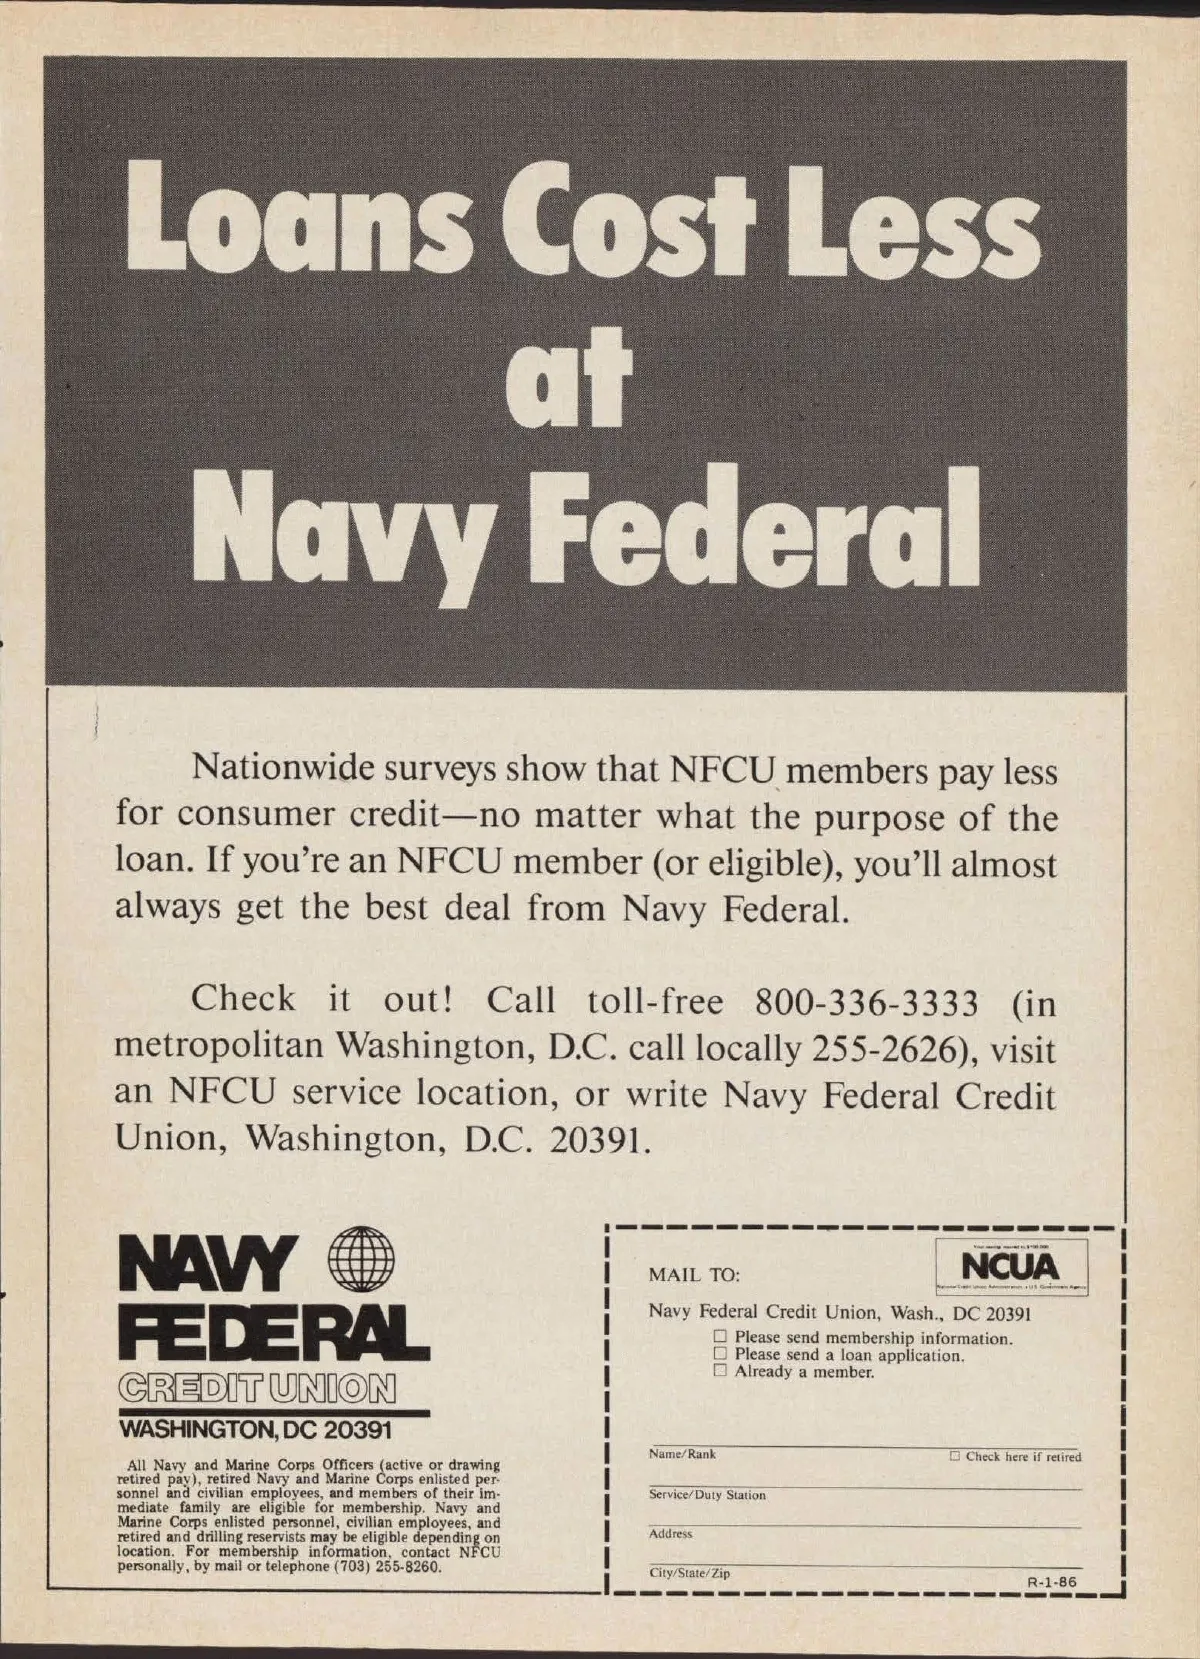 Loans Cost Less
at
Navy Federal
Nationwide surveys show that NFCU members pay less
for consumer credit—no matter what the purpose of the
loan. If you're an NFCU member (or eligible), you'll almost
always get the best deal from Navy Federal.
Check it out! Call toll-free 800-336-3333 (in
metropolitan Washington, D.C. call locally 255-2626), visit
an NFCU service location, or write Navy Federal Credit
Union, Washington, D.C. 20391.
NAVY
FEDERAL
CREDIT UNION
WASHINGTON, DC 20391
All Navy and Marine Corps Officers (active or drawing
retired pay), retired Navy and Marine Corps enlisted per-
sonnel and civilian employees, and members of their im-
mediate family are eligible for membership. Navy and
Marine Corps enlisted personnel, civilian employees, and
retired and drilling reservists may be eligible depending on
location. For membership information, contact NFCU
personally, by mail or telephone (703) 255-8260.
MAIL TO:
NCUA
National Credit Union Administration, a U.S. Government Agency
Navy Federal Credit Union, Wash., DC 20391
☐ Please send membership information.
☐ Please send a loan application.
☐ Already a member.
Name/Rank ☐ Check here if retired
Service/Duty Station
Address
City/State/Zip
R-1-86